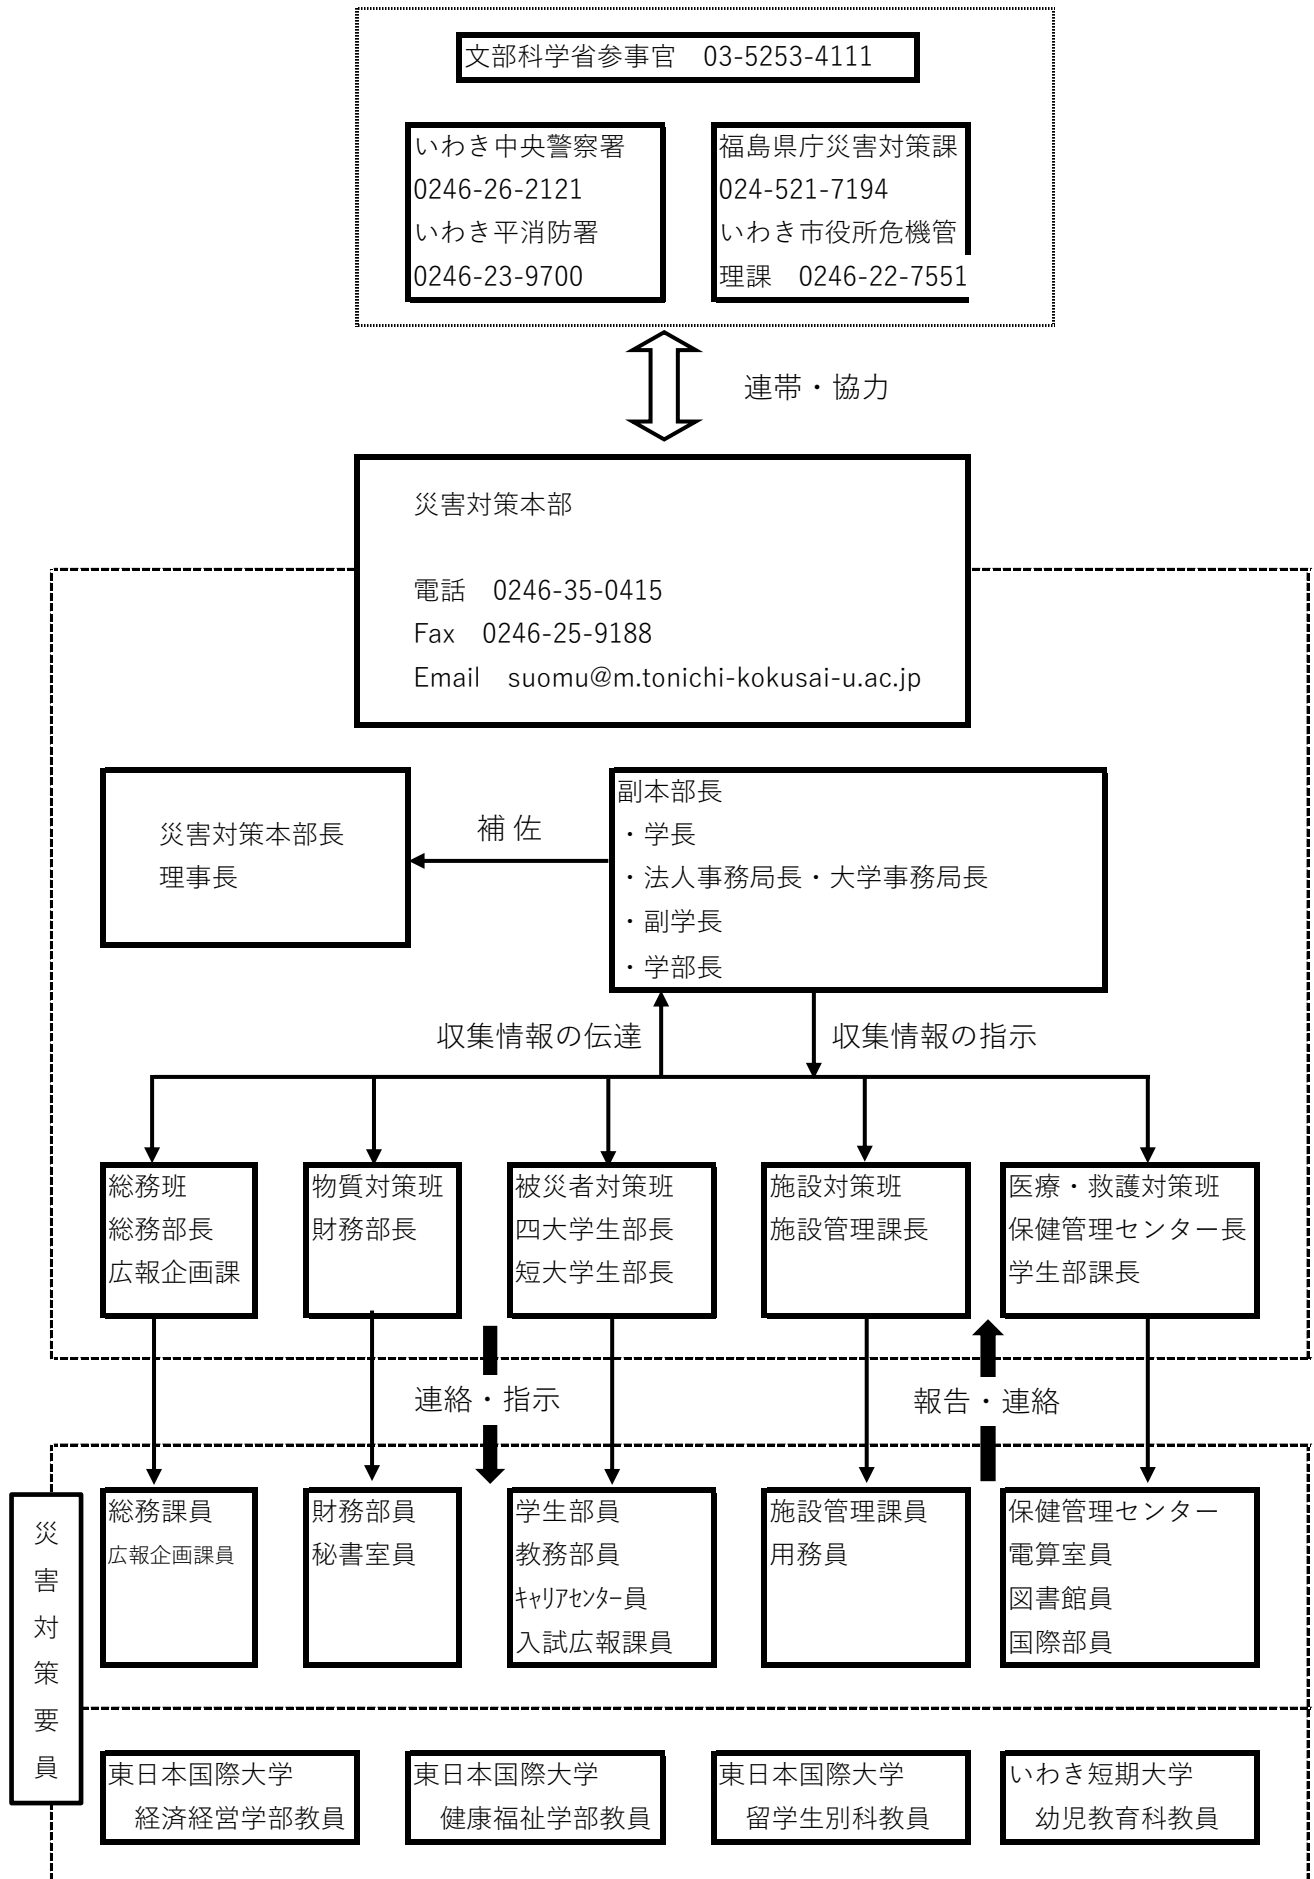 文部科学省参事官　03-5253-4111
いわき中央警察署
0246-26-2121
いわき平消防署
0246-23-9700
福島県庁災害対策課
024-521-7194
いわき市役所危機管
理課　0246-22-7551
連帯・協力
災害対策本部
電話　0246-35-0415
Fax　0246-25-9188
Email　suomu@m.tonichi-kokusai-u.ac.jp
災害対策本部長
理事長
補 佐
副本部長
・学長
・法人事務局長・大学事務局長
・副学長
・学部長
収集情報の伝達
収集情報の指示
総務班
総務部長
広報企画課
物質対策班
財務部長
被災者対策班
四大学生部長
短大学生部長
施設対策班
施設管理課長
医療・救護対策班
保健管理センター長
学生部課長
連絡・指示
報告・連絡
災害対策要員
総務課員
広報企画課員
財務部員
秘書室員
学生部員
教務部員
ｷｬﾘｱｾﾝﾀｰ員
入試広報課員
施設管理課員
用務員
保健管理センター
電算室員
図書館員
国際部員
東日本国際大学
経済経営学部教員
東日本国際大学
健康福祉学部教員
東日本国際大学
留学生別科教員
いわき短期大学
幼児教育科教員